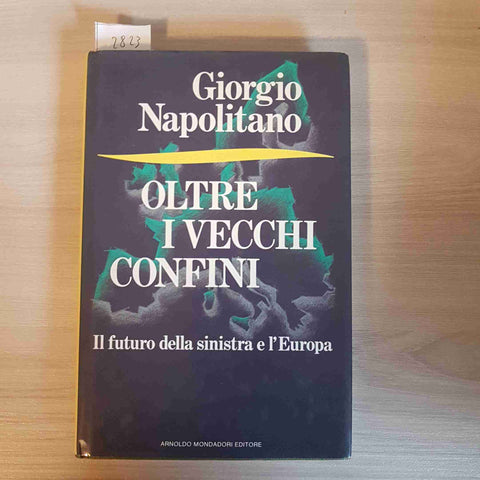 2823
Giorgio
Napolitano
OLTRE
I VECCHI
CONFINI
Il futuro della sinistra e l'Europa
ARNOLDO MONDADORI EDITORE